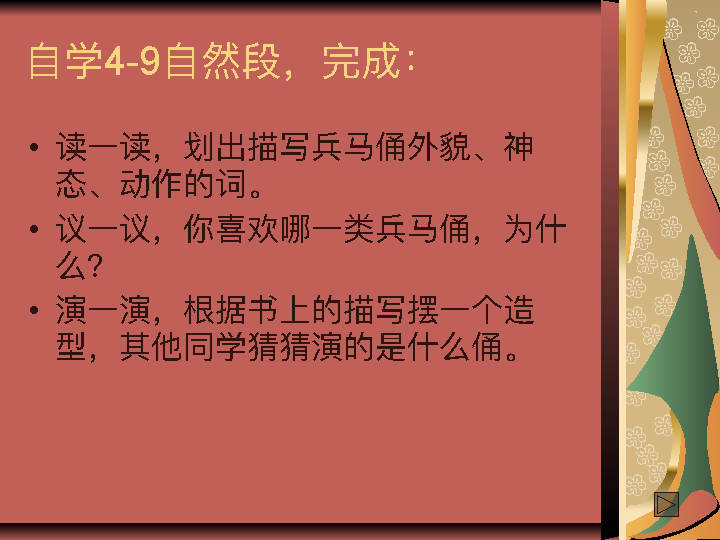 自学4-9自然段，完成：
• 读一读，划出描写兵马俑外貌、神
态、动作的词。
• 议一议，你喜欢哪一类兵马俑，为什
么？
• 演一演，根据书上的描写摆一个造
型，其他同学猜猜演的是什么俑。